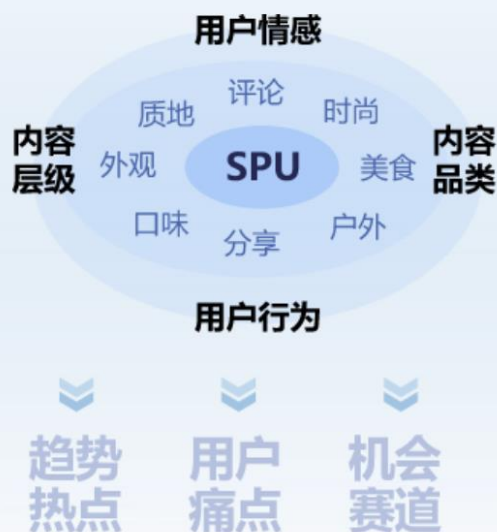 用户情感
评论
质地
时尚
内容
层级
外观
SPU
美食
内容
品类
口味
分享
户外
用户行为
趋势
热点
用户
痛点
机会
赛道